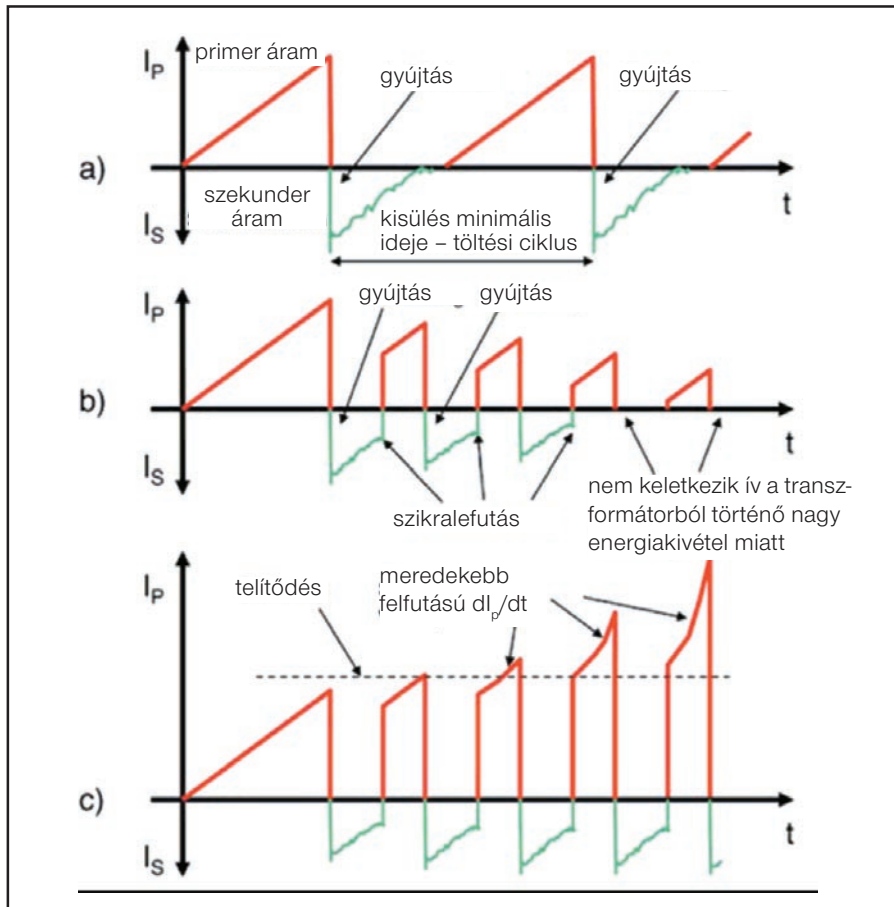 I_P
primer áram
gyújtás
gyújtás
a)
szekunder
áram
I_S
t
kisülés minimális
ideje – töltési ciklus
I_P
gyújtás
gyújtás
b)
t
I_S
szikralefutás
nem keletkezik ív a transz-
formátorból történő nagy
energiakivétel miatt
I_P
telítődés
meredekebb
felfutású dI_p/dt
c)
t
I_S